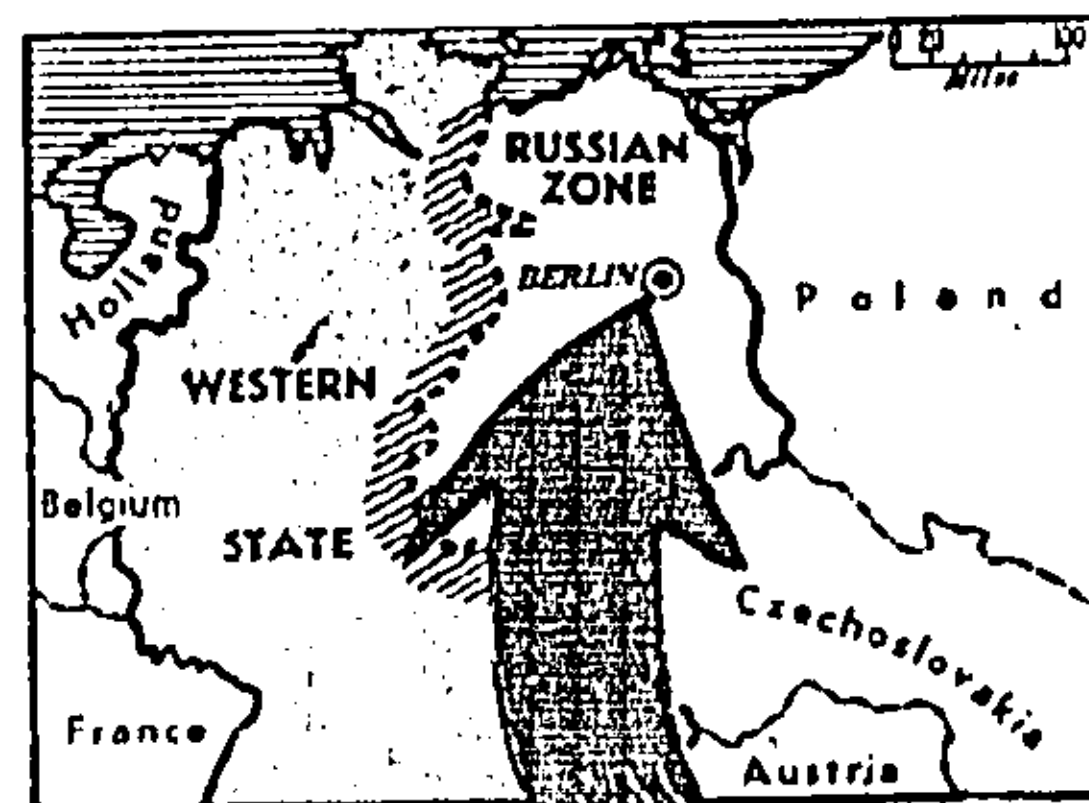 Miles
RUSSIAN
ZONE
Holland
BERLIN
Poland
WESTERN
Belgium
STATE
Czechoslovakia
France
Austria